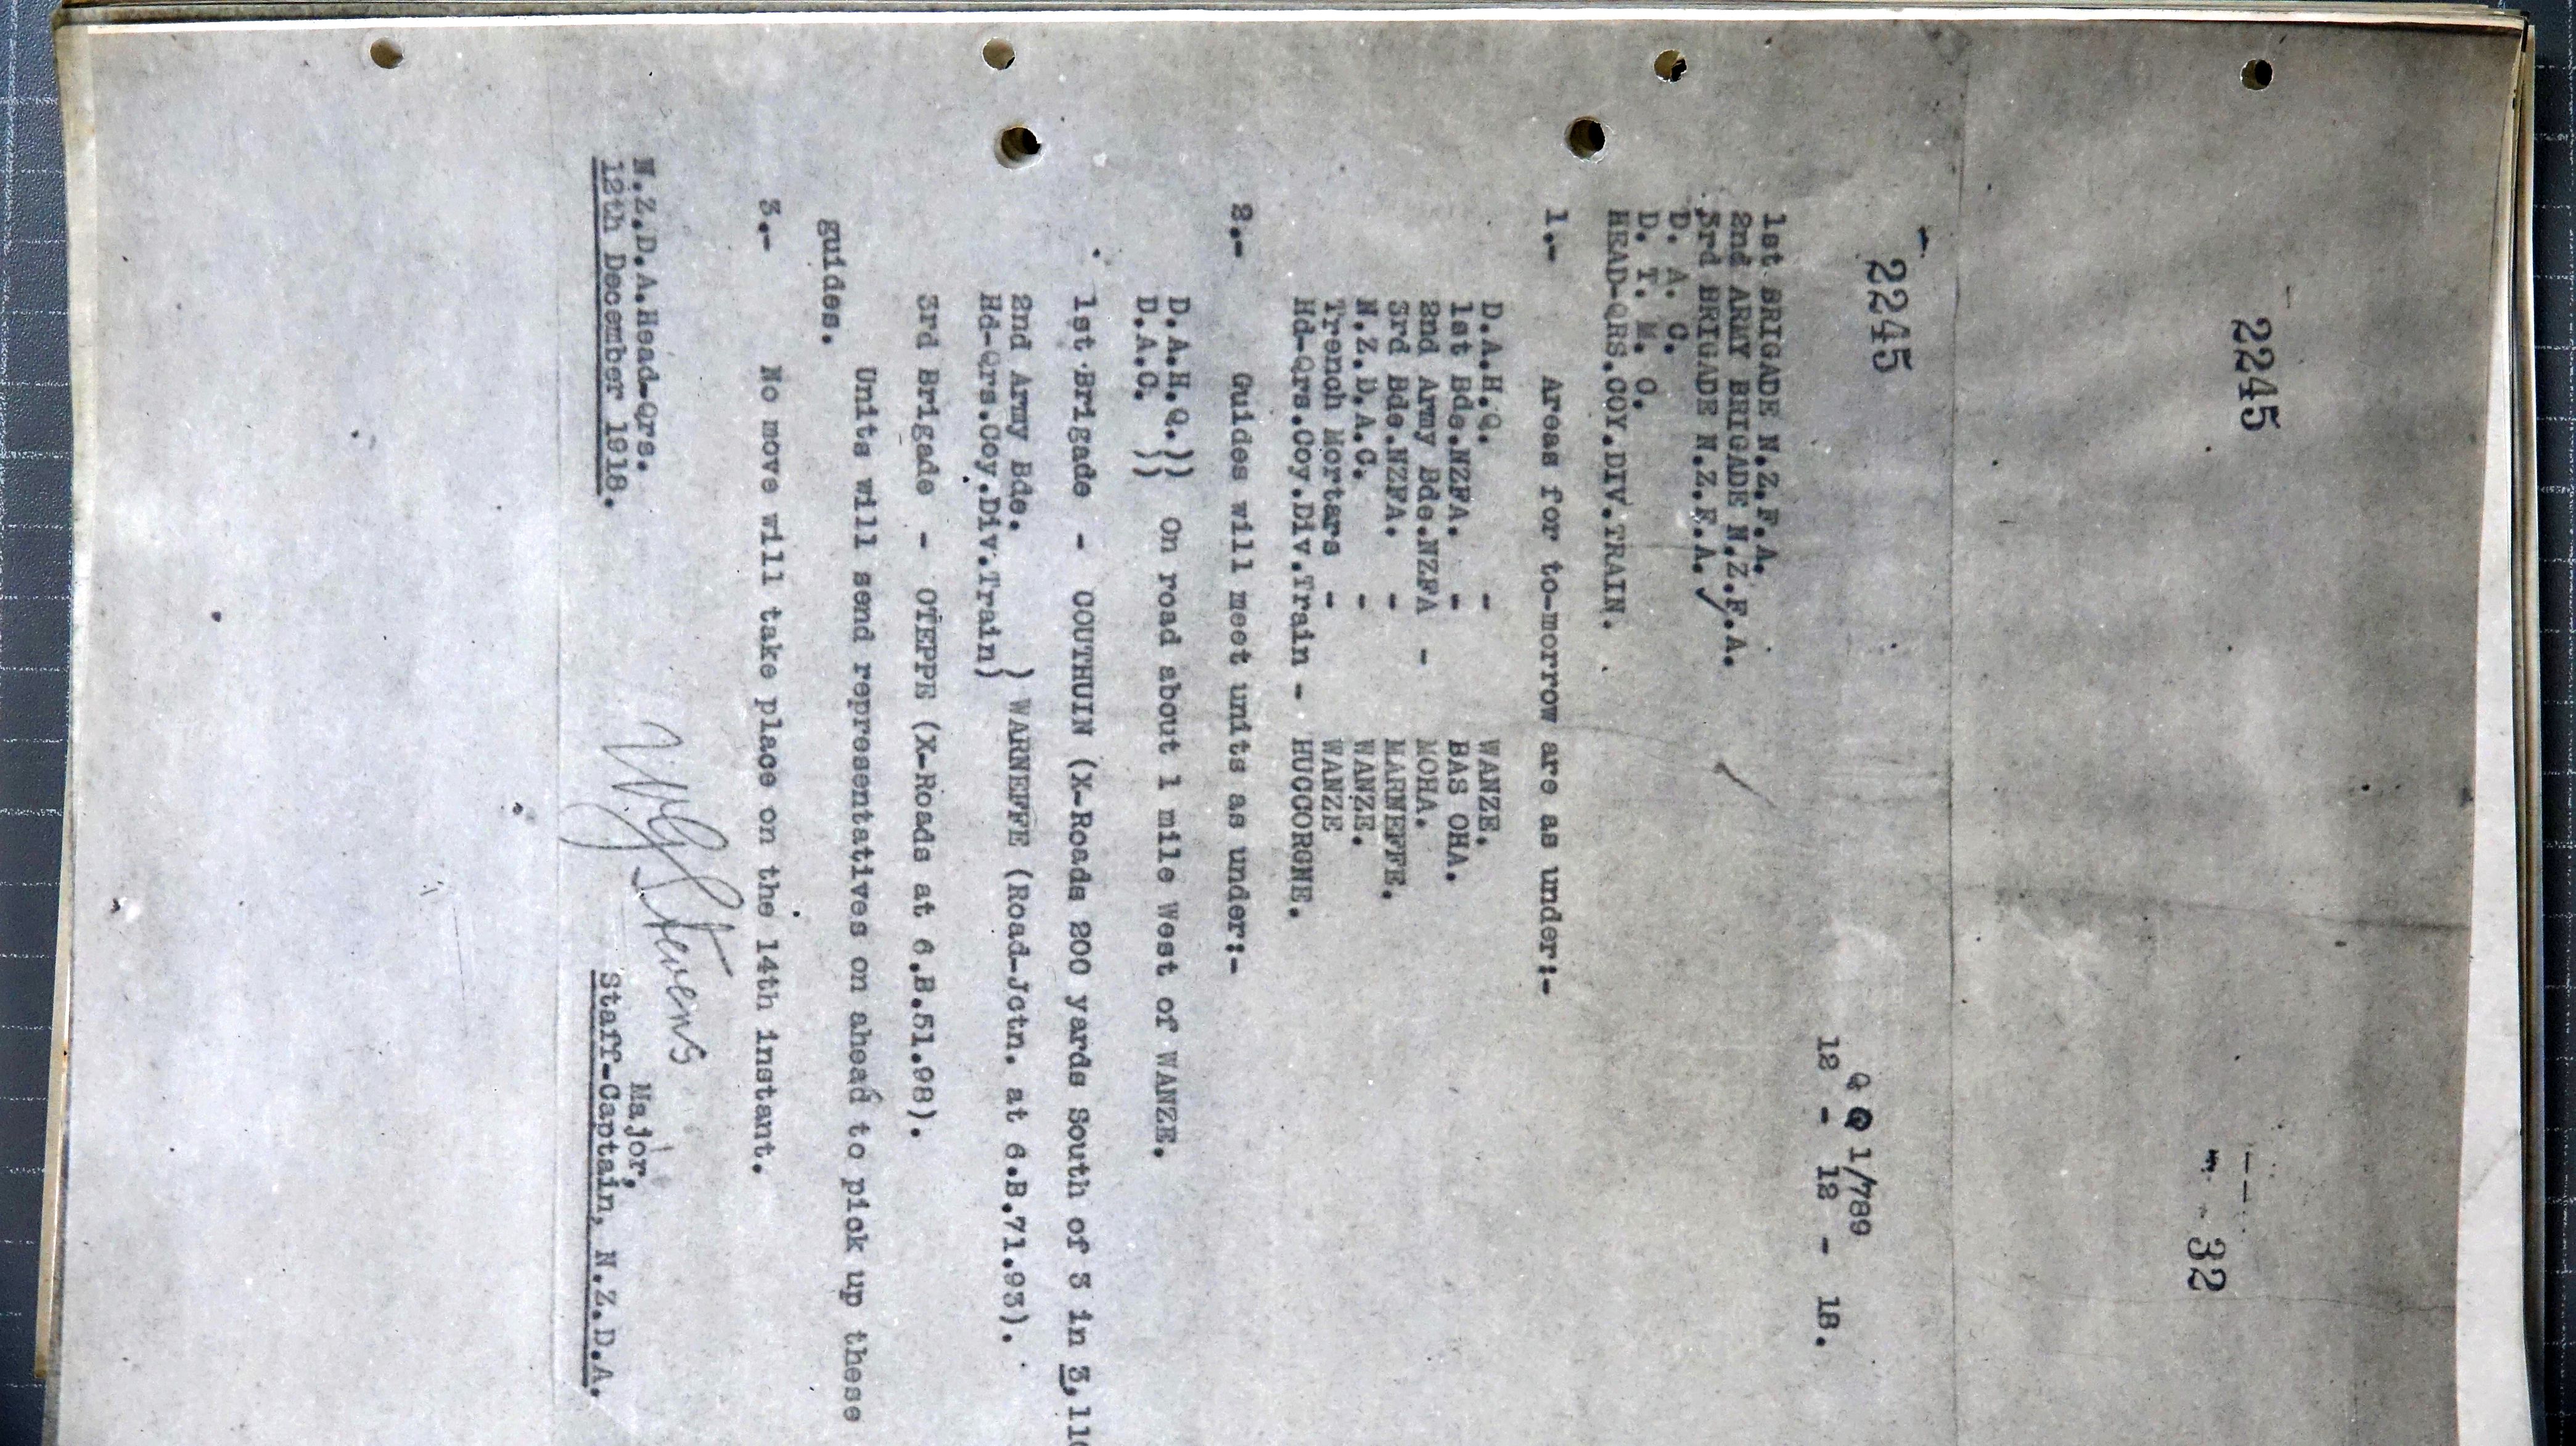 2245
32
2245
Q Q 1/789
12 - 12 - 18.
1st BRIGADE N.Z.F.A.
2nd ARMY BRIGADE N.Z.F.A.
3rd BRIGADE N.Z.F.A. ✓
D. A. C.
D. T. M. O.
HEAD-QRS.COY.DIV.TRAIN.
1.- Areas for to-morrow are as under:-
D.A.H.Q. - WANZE.
1st Bde.NZFA. - BAS OHA.
2nd Army Bde.NZFA - MOHA.
3rd Bde.NZFA. - MARNEFFE.
N.Z.D.A.C. - WANZE.
Trench Mortars - WANZE
Hd-Qrs.Coy.Div.Train - HUCCORGNE.
2.- Guides will meet units as under:-
D.A.H.Q.)) On road about 1 mile West of WANZE.
D.A.C. ))
1st Brigade - COUTHUIN (X-Roads 200 yards South of 3 in 3,11
2nd Army Bde. ) WARNEFFE (Road-Jctn. at 6.B.71.93).
Hd-Qrs.Coy.Div.Train)
3rd Brigade - OTEPPE (X-Roads at 6.B.51.98).
Units will send representatives on ahead to pick up these
guides.
3.- No move will take place on the 14th instant.
Stevens
N.Z.D.A.Head-Qrs. Major,
12th December 1918. Staff-Captain, N.Z.D.A.